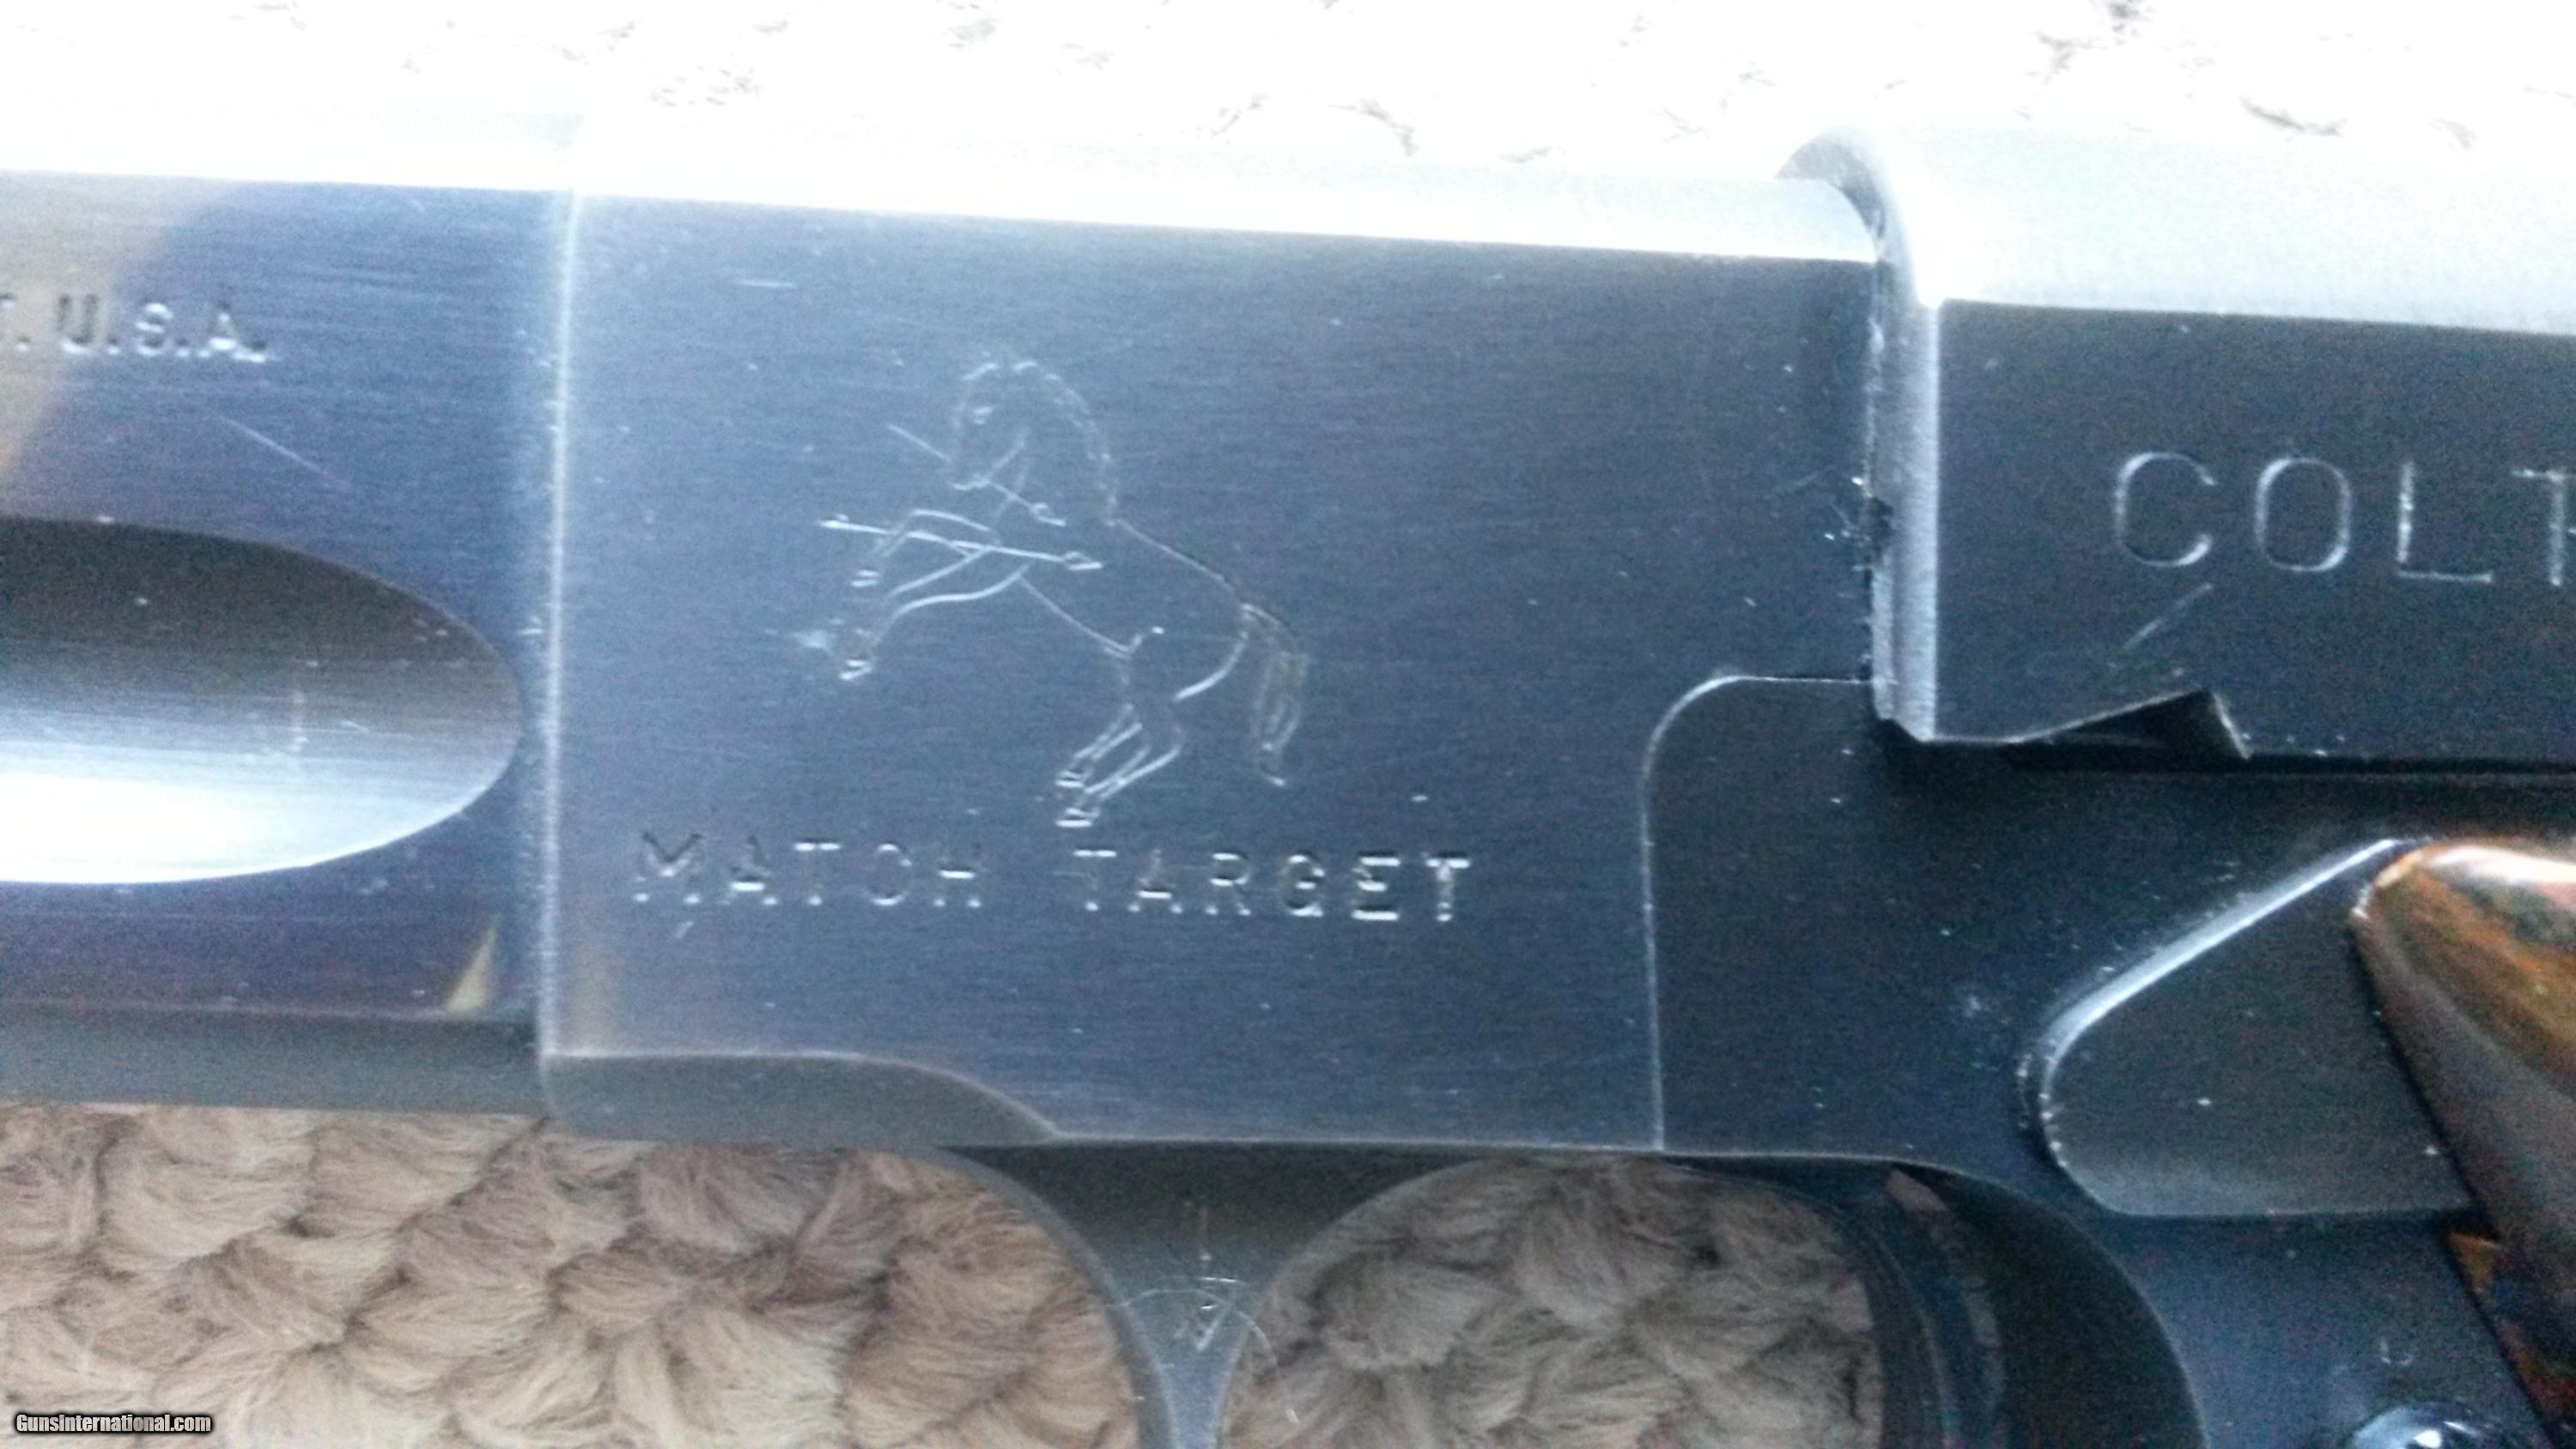 T. U.S.A.
COLT
MATCH TARGET
GunsInternational.com